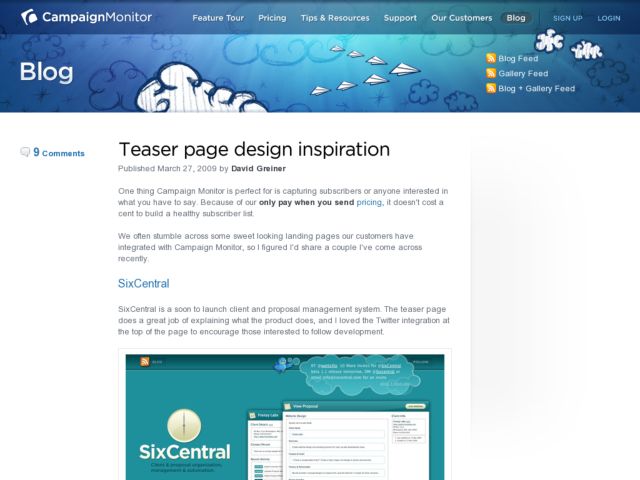 CampaignMonitor
Feature Tour Pricing Tips & Resources Support Our Customers Blog SIGN UP LOGIN
Blog
Blog Feed
Gallery Feed
Blog + Gallery Feed
9 Comments
Teaser page design inspiration
Published March 27, 2009 by David Greiner
One thing Campaign Monitor is perfect for is capturing subscribers or anyone interested in
what you have to say. Because of our only pay when you send pricing, it doesn't cost a
cent to build a healthy subscriber list.
We often stumble across some sweet looking landing pages our customers have
integrated with Campaign Monitor, so I figured I'd share a couple I've come across
recently.
SixCentral
SixCentral is a soon to launch client and proposal management system. The teaser page
does a great job of explaining what the product does, and I loved the Twitter integration at
the top of the page to encourage those interested to follow development.
BLOG
FOLLOW
View Proposal
SixCentral
Client & proposal organization,
management & automation.